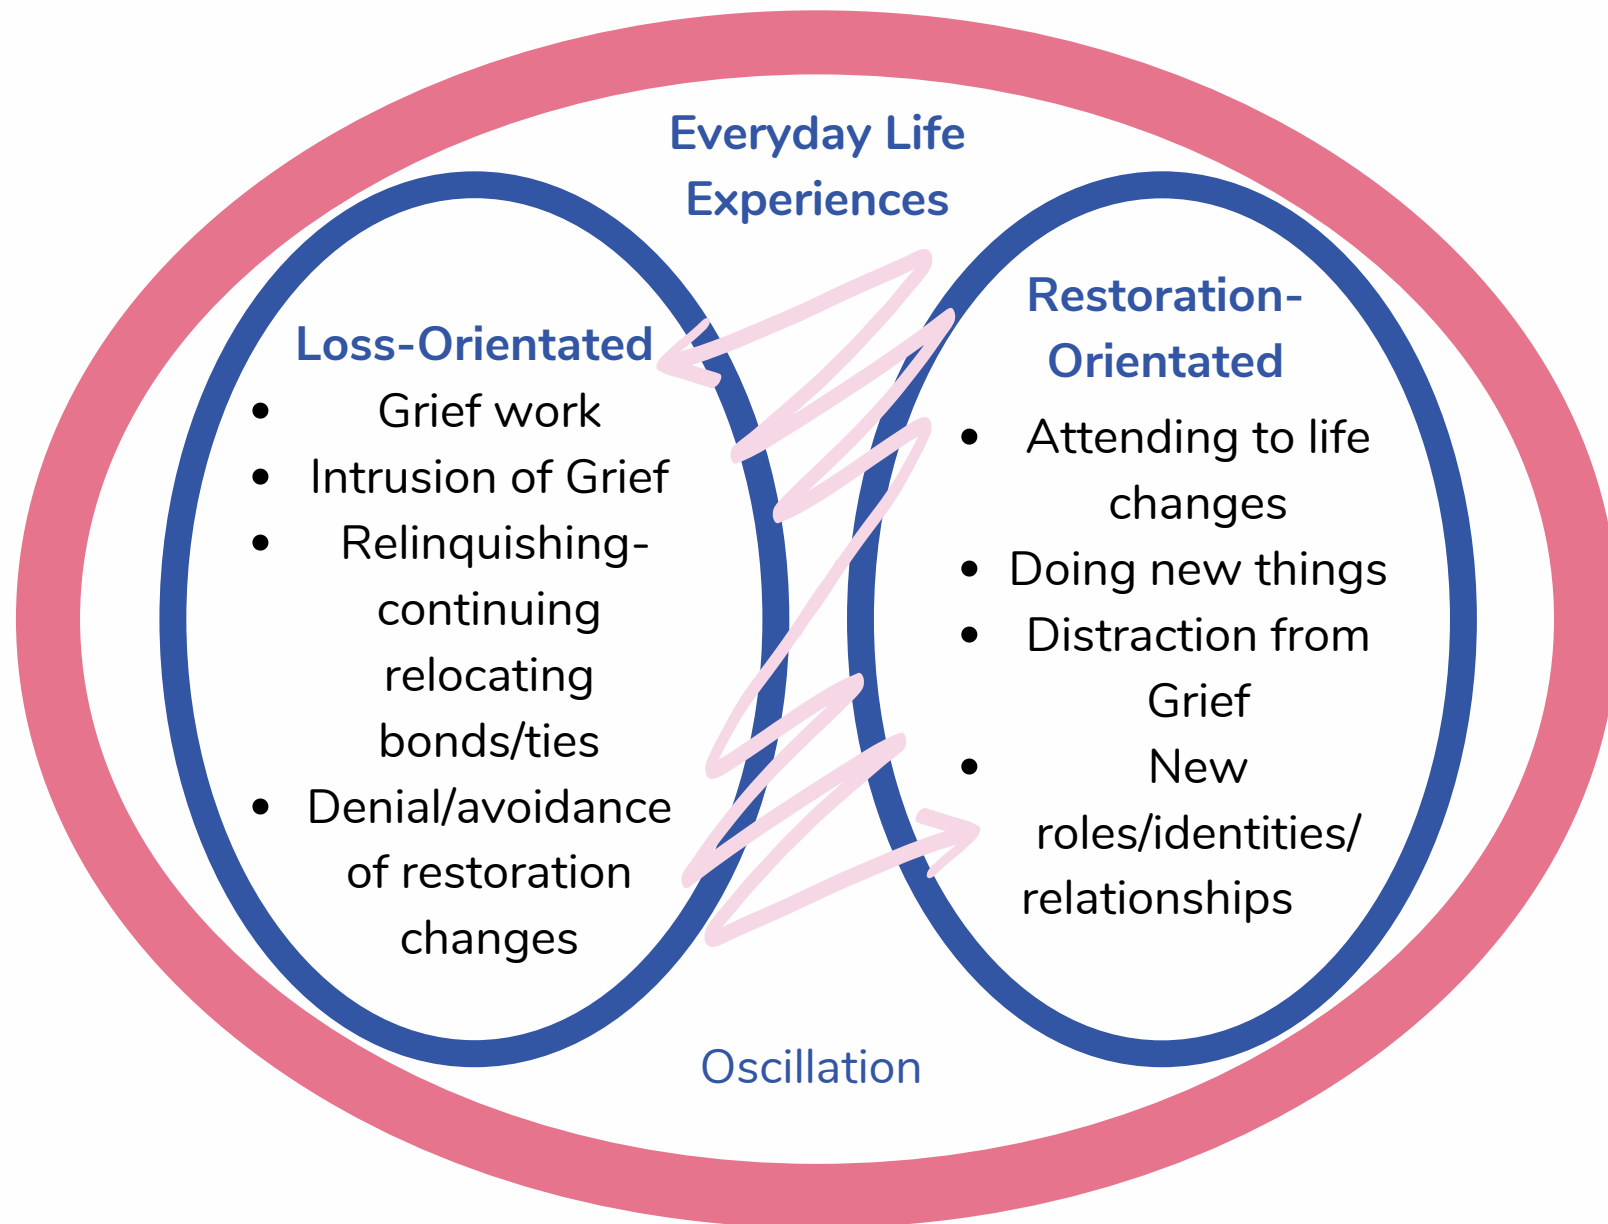 Everyday Life
Experiences
Loss-Orientated
• Grief work
• Intrusion of Grief
• Relinquishing-
continuing
relocating
bonds/ties
• Denial/avoidance
of restoration
changes
Restoration-
Orientated
• Attending to life
changes
• Doing new things
• Distraction from
Grief
• New
roles/identities/
relationships
Oscillation